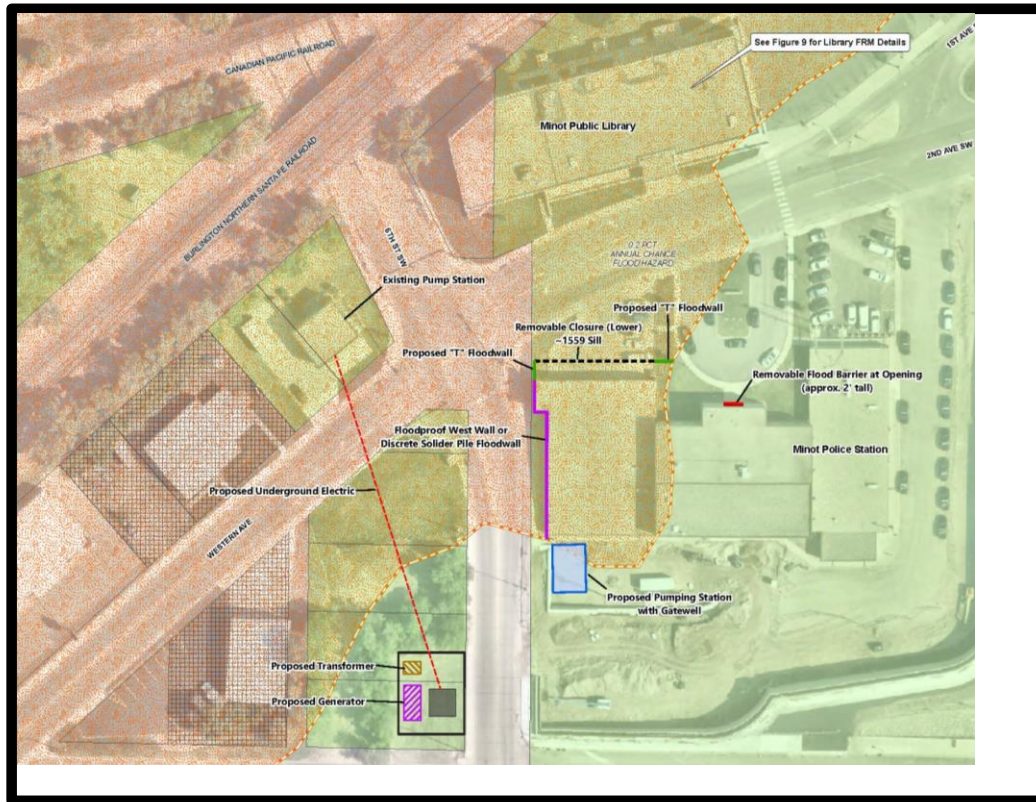 See Figure 9 for Library FRM Details
1ST AVE
CANADIAN PACIFIC RAILROAD
Minot Public Library
2ND AVE SW
BURLINGTON NORTHERN SANTA FE RAILROAD
6TH ST SW
0.2 PCT
ANNUAL CHANCE
FLOOD HAZARD
Existing Pump Station
Proposed "T" Floodwall
Removable Closure (Lower)
~1559 Sill
Proposed "T" Floodwall
Removable Flood Barrier at Opening
(approx. 2' tall)
Floodproof West Wall or
Discrete Solider Pile Floodwall
Minot Police Station
Proposed Underground Electric
WESTERN AVE
Proposed Pumping Station
with Gatewell
Proposed Transformer
Proposed Generator